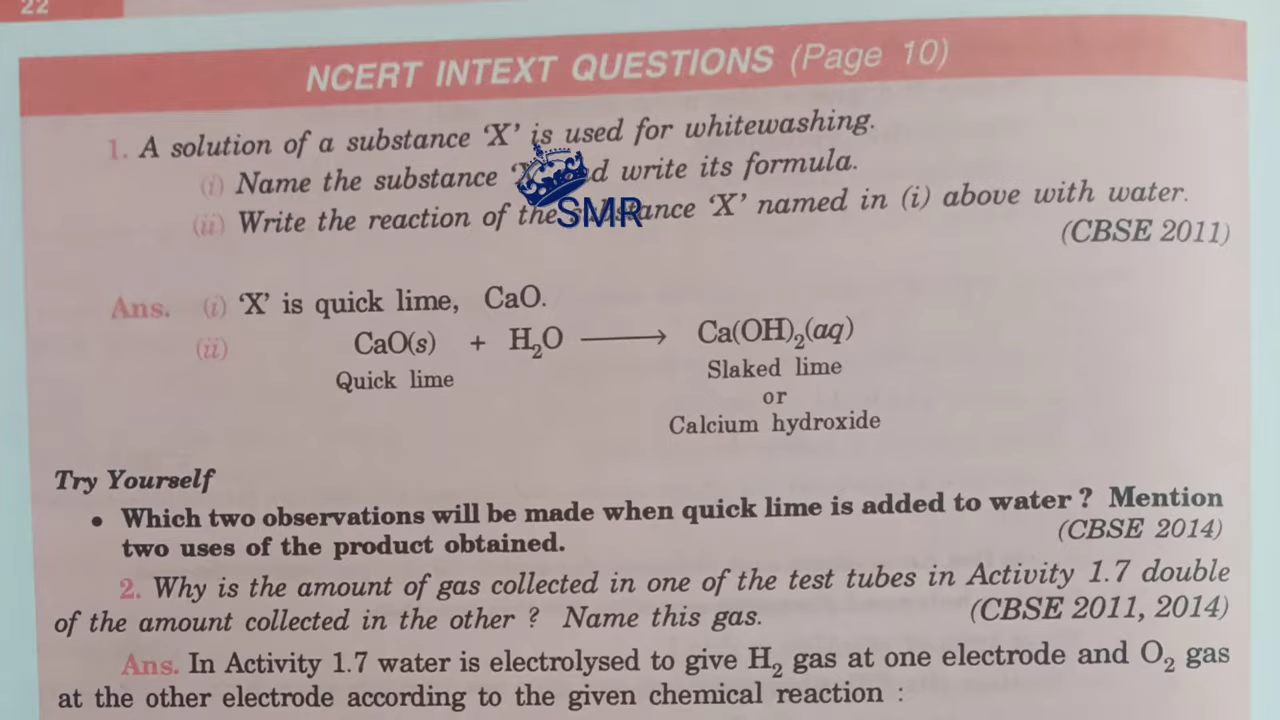 22
NCERT INTEXT QUESTIONS (Page 10)
1. A solution of a substance ‘X’ is used for whitewashing.
(i) Name the substance write its formula.
(ii) Write the reaction of the substance ‘X’ named in (i) above with water.
(CBSE 2011)
SMR
Ans. (i) ‘X’ is quick lime, CaO.
(ii) CaO(s) + H₂O ⟶ Ca(OH)₂(aq)
Quick lime Slaked lime
or
Calcium hydroxide
Try Yourself
• Which two observations will be made when quick lime is added to water ? Mention
two uses of the product obtained. (CBSE 2014)
2. Why is the amount of gas collected in one of the test tubes in Activity 1.7 double
of the amount collected in the other ? Name this gas. (CBSE 2011, 2014)
Ans. In Activity 1.7 water is electrolysed to give H₂ gas at one electrode and O₂ gas
at the other electrode according to the given chemical reaction :